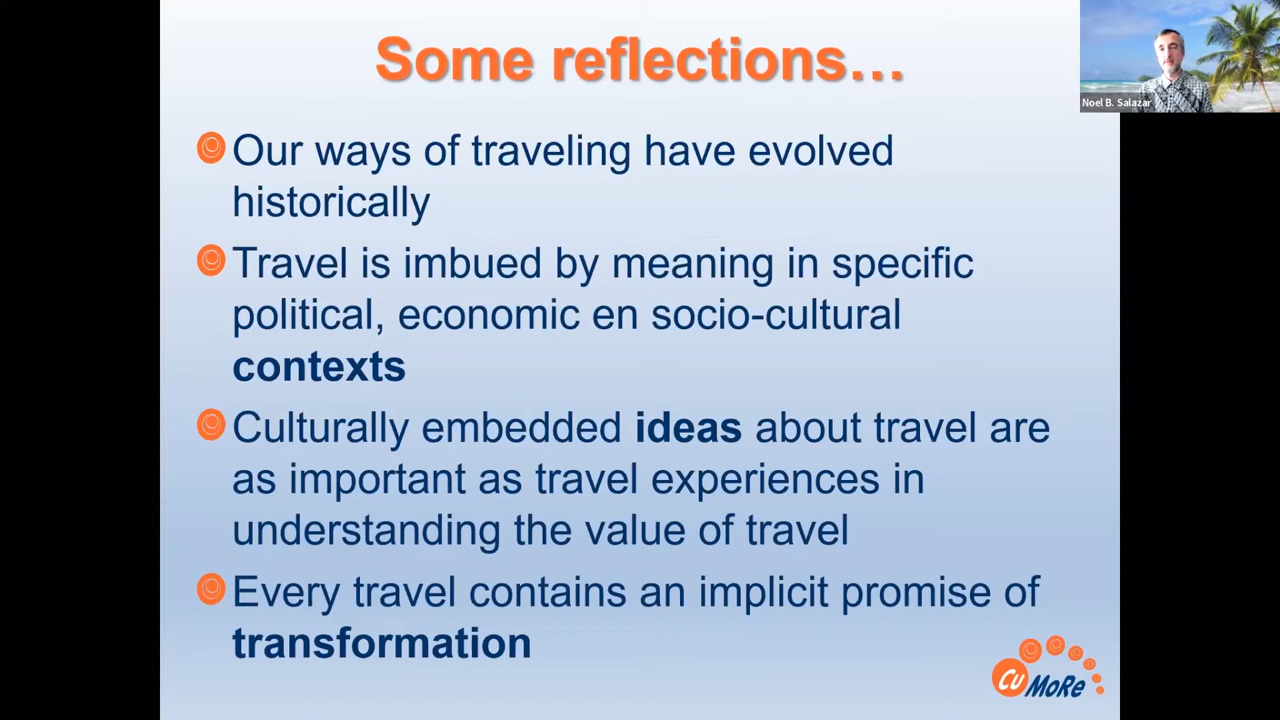 Some reflections...
Noel B. Salazar
Our ways of traveling have evolved
historically
Travel is imbued by meaning in specific
political, economic en socio-cultural
contexts
Culturally embedded ideas about travel are
as important as travel experiences in
understanding the value of travel
Every travel contains an implicit promise of
transformation
CuMoRe